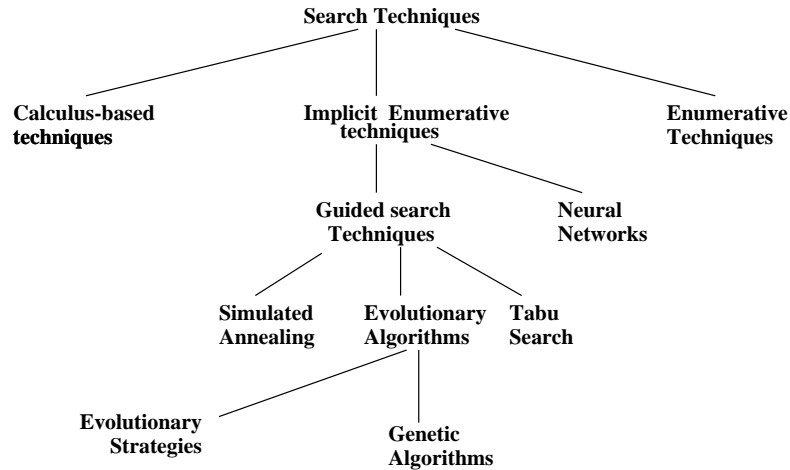 Search Techniques
Calculus-based
techniques
Implicit Enumerative
techniques
Enumerative
Techniques
Guided search
Techniques
Neural
Networks
Simulated
Annealing
Evolutionary
Algorithms
Tabu
Search
Evolutionary
Strategies
Genetic
Algorithms